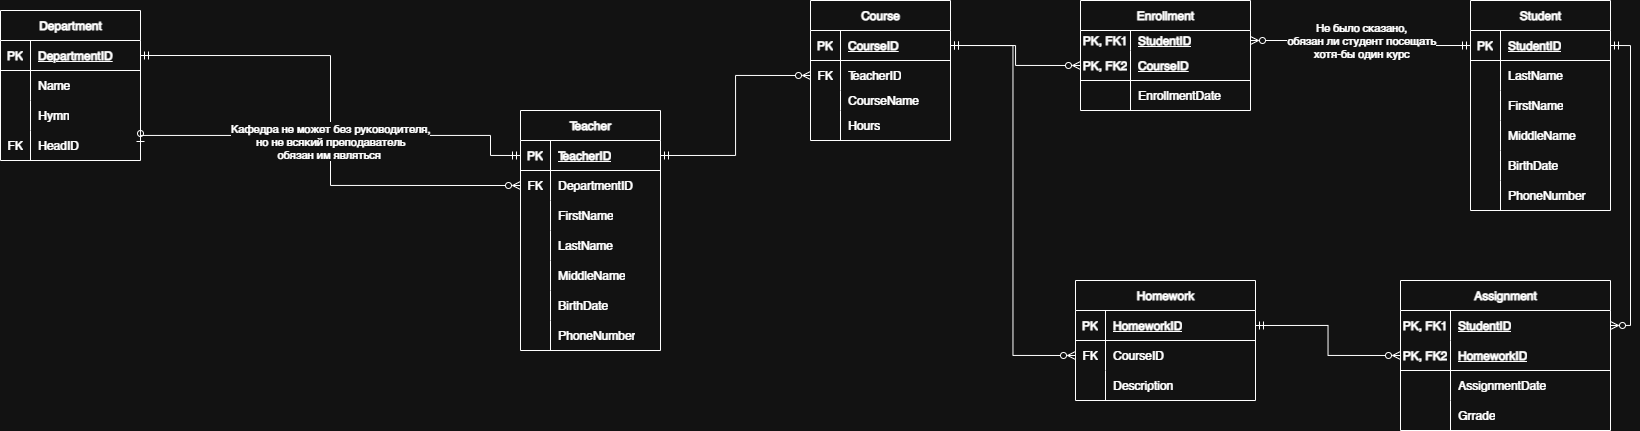 Department
PK DepartmentID
Name
Hymn
FK HeadID
Кафедра не может без руководителя,
но не всякий преподаватель
обязан им являться
Teacher
PK TeacherID
FK DepartmentID
FirstName
LastName
MiddleName
BirthDate
PhoneNumber
Course
PK CourseID
FK TeacherID
CourseName
Hours
Enrollment
PK, FK1 StudentID
PK, FK2 CourseID
EnrollmentDate
Не было сказано,
обязан ли студент посещать
хотя-бы один курс
Student
PK StudentID
LastName
FirstName
MiddleName
BirthDate
PhoneNumber
Homework
PK HomeworkID
FK CourseID
Description
Assignment
PK, FK1 StudentID
PK, FK2 HomeworkID
AssignmentDate
Grrade